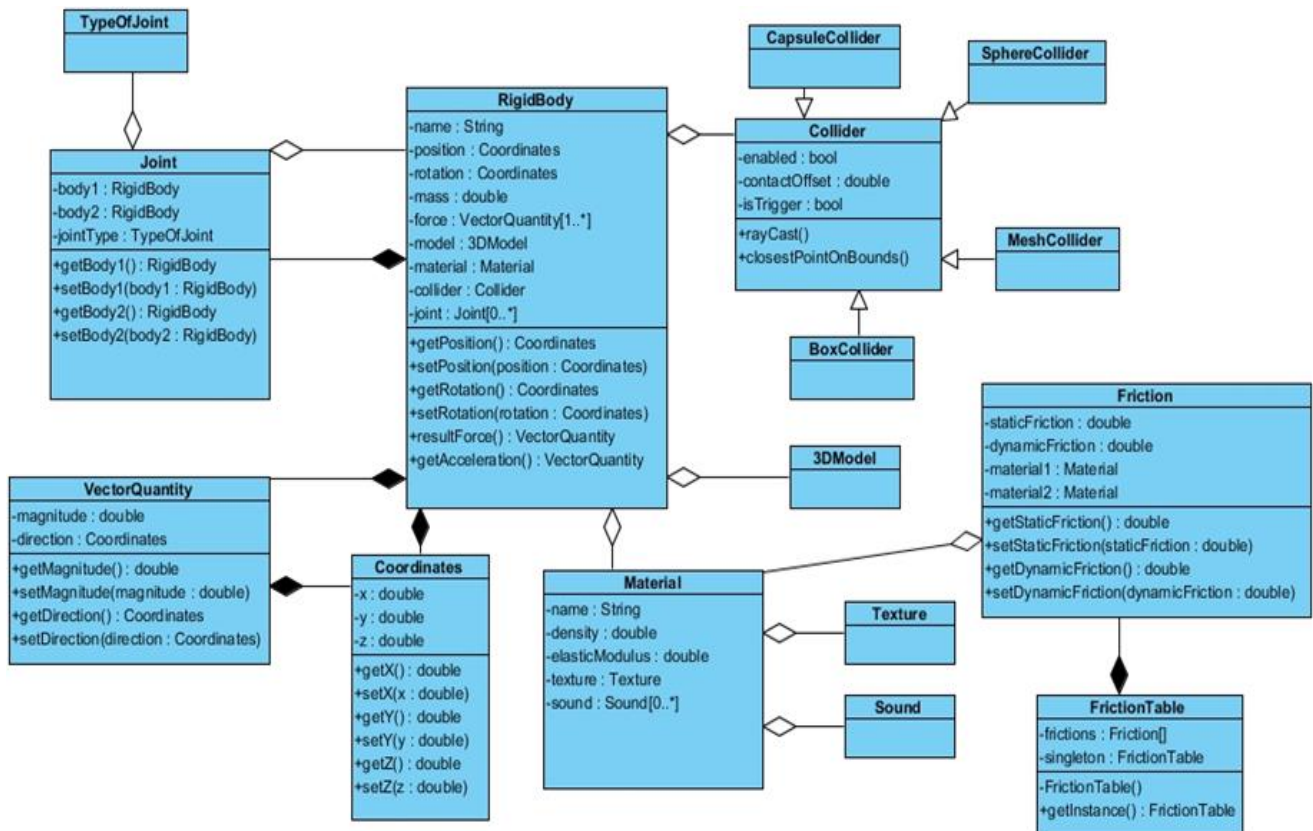 TypeOfJoint
Joint
-body1 : RigidBody
-body2 : RigidBody
-jointType : TypeOfJoint
+getBody1() : RigidBody
+setBody1(body1 : RigidBody)
+getBody2() : RigidBody
+setBody2(body2 : RigidBody)
RigidBody
-name : String
-position : Coordinates
-rotation : Coordinates
-mass : double
-force : VectorQuantity[1..*]
-model : 3DModel
-material : Material
-collider : Collider
-joint : Joint[0..*]
+getPosition() : Coordinates
+setPosition(position : Coordinates)
+getRotation() : Coordinates
+setRotation(rotation : Coordinates)
+resultForce() : VectorQuantity
+getAcceleration() : VectorQuantity
CapsuleCollider
SphereCollider
Collider
-enabled : bool
-contactOffset : double
-isTrigger : bool
+rayCast()
+closestPointOnBounds()
MeshCollider
BoxCollider
3DModel
Friction
-staticFriction : double
-dynamicFriction : double
-material1 : Material
-material2 : Material
+getStaticFriction() : double
+setStaticFriction(staticFriction : double)
+getDynamicFriction() : double
+setDynamicFriction(dynamicFriction : double)
VectorQuantity
-magnitude : double
-direction : Coordinates
+getMagnitude() : double
+setMagnitude(magnitude : double)
+getDirection() : Coordinates
+setDirection(direction : Coordinates)
Coordinates
-x : double
-y : double
-z : double
+getX() : double
+setX(x : double)
+getY() : double
+setY(y : double)
+getZ() : double
+setZ(z : double)
Material
-name : String
-density : double
-elasticModulus : double
-texture : Texture
-sound : Sound[0..*]
Texture
Sound
FrictionTable
-frictions : Friction[]
-singleton : FrictionTable
-FrictionTable()
+getInstance() : FrictionTable